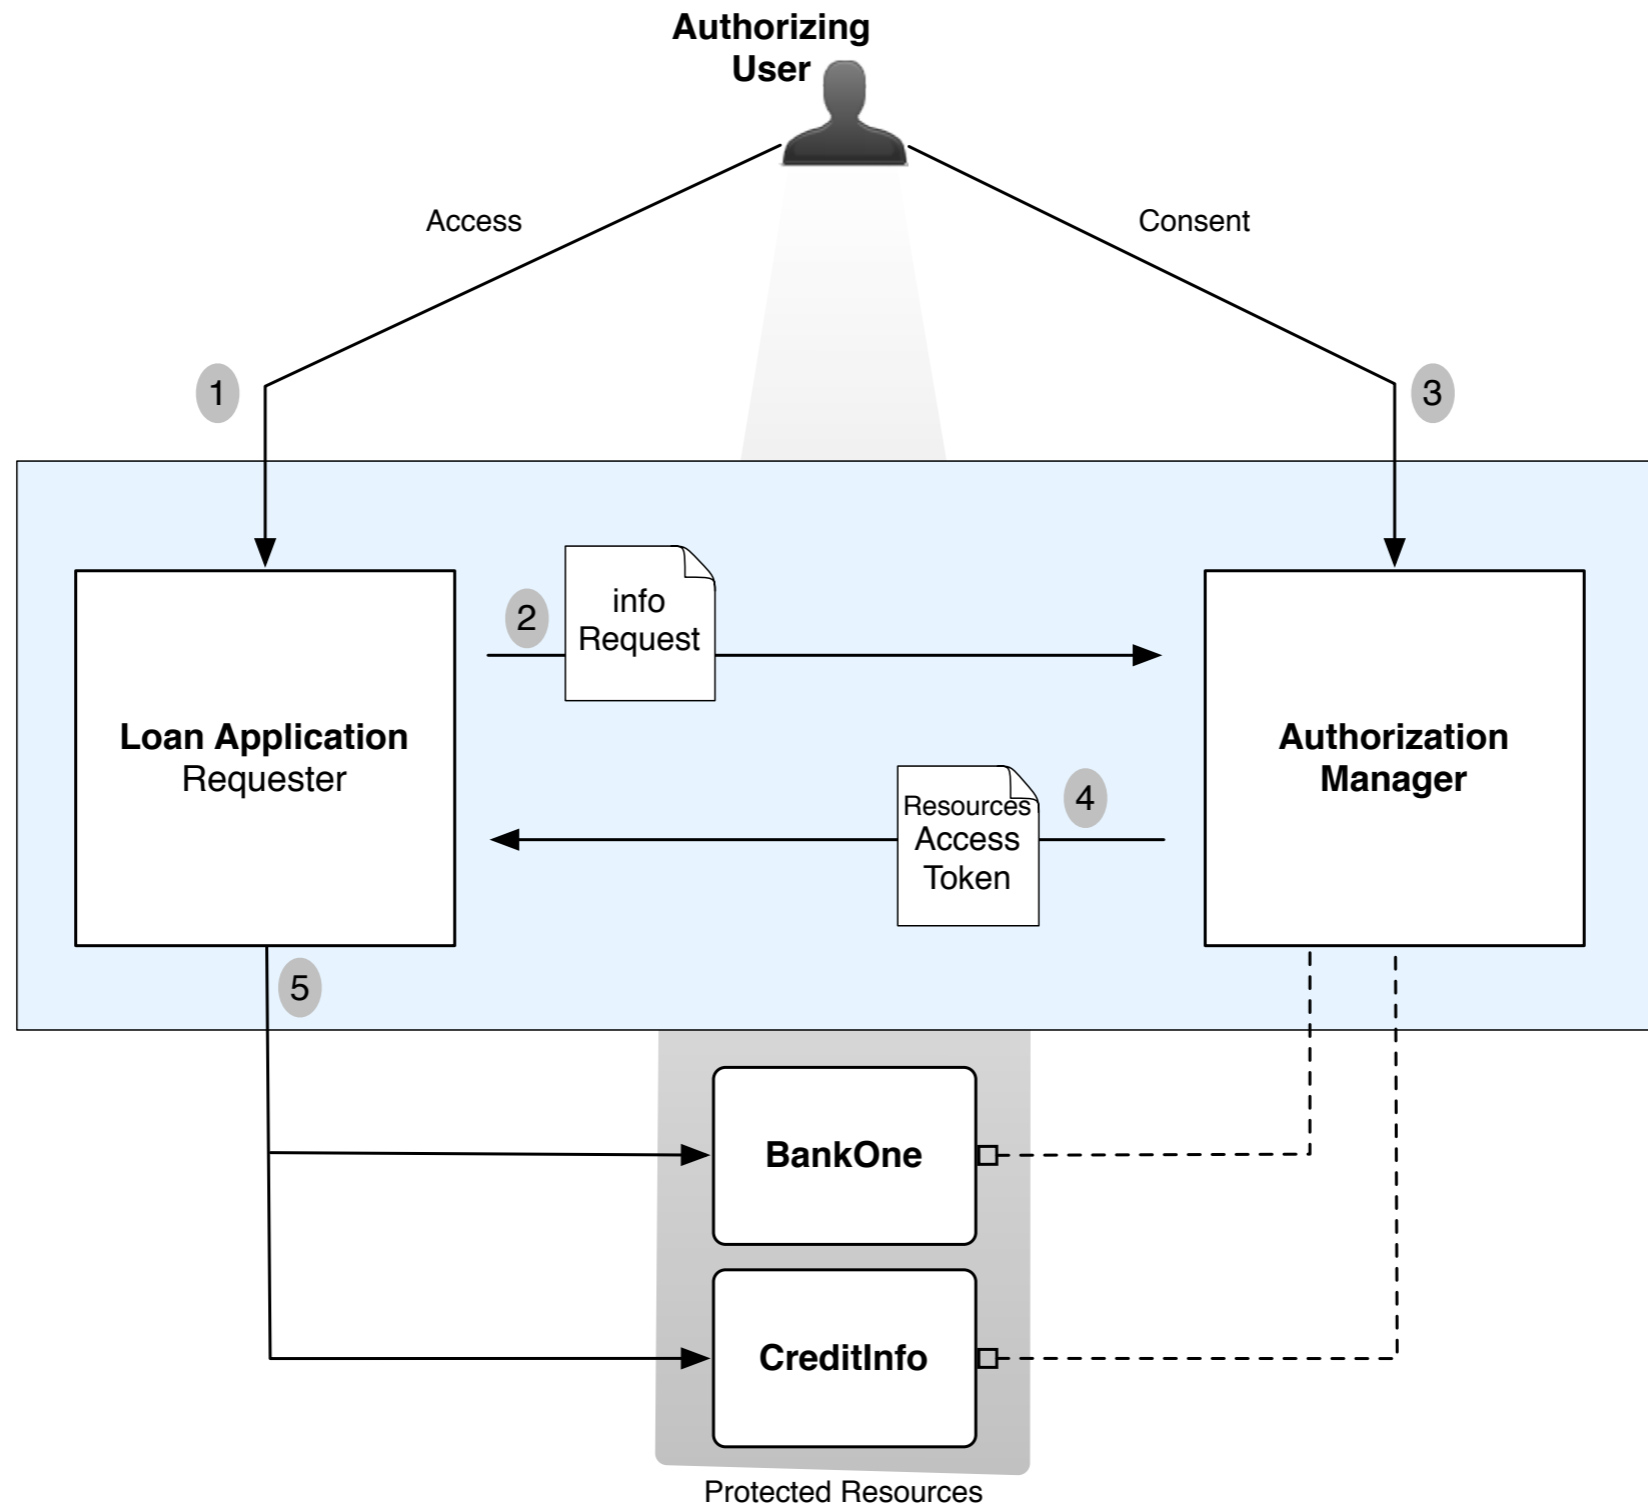 Authorizing
User
Access
Consent
1
3
2
info
Request
Loan Application
Requester
Authorization
Manager
4
Resources
Access
Token
5
BankOne
CreditInfo
Protected Resources